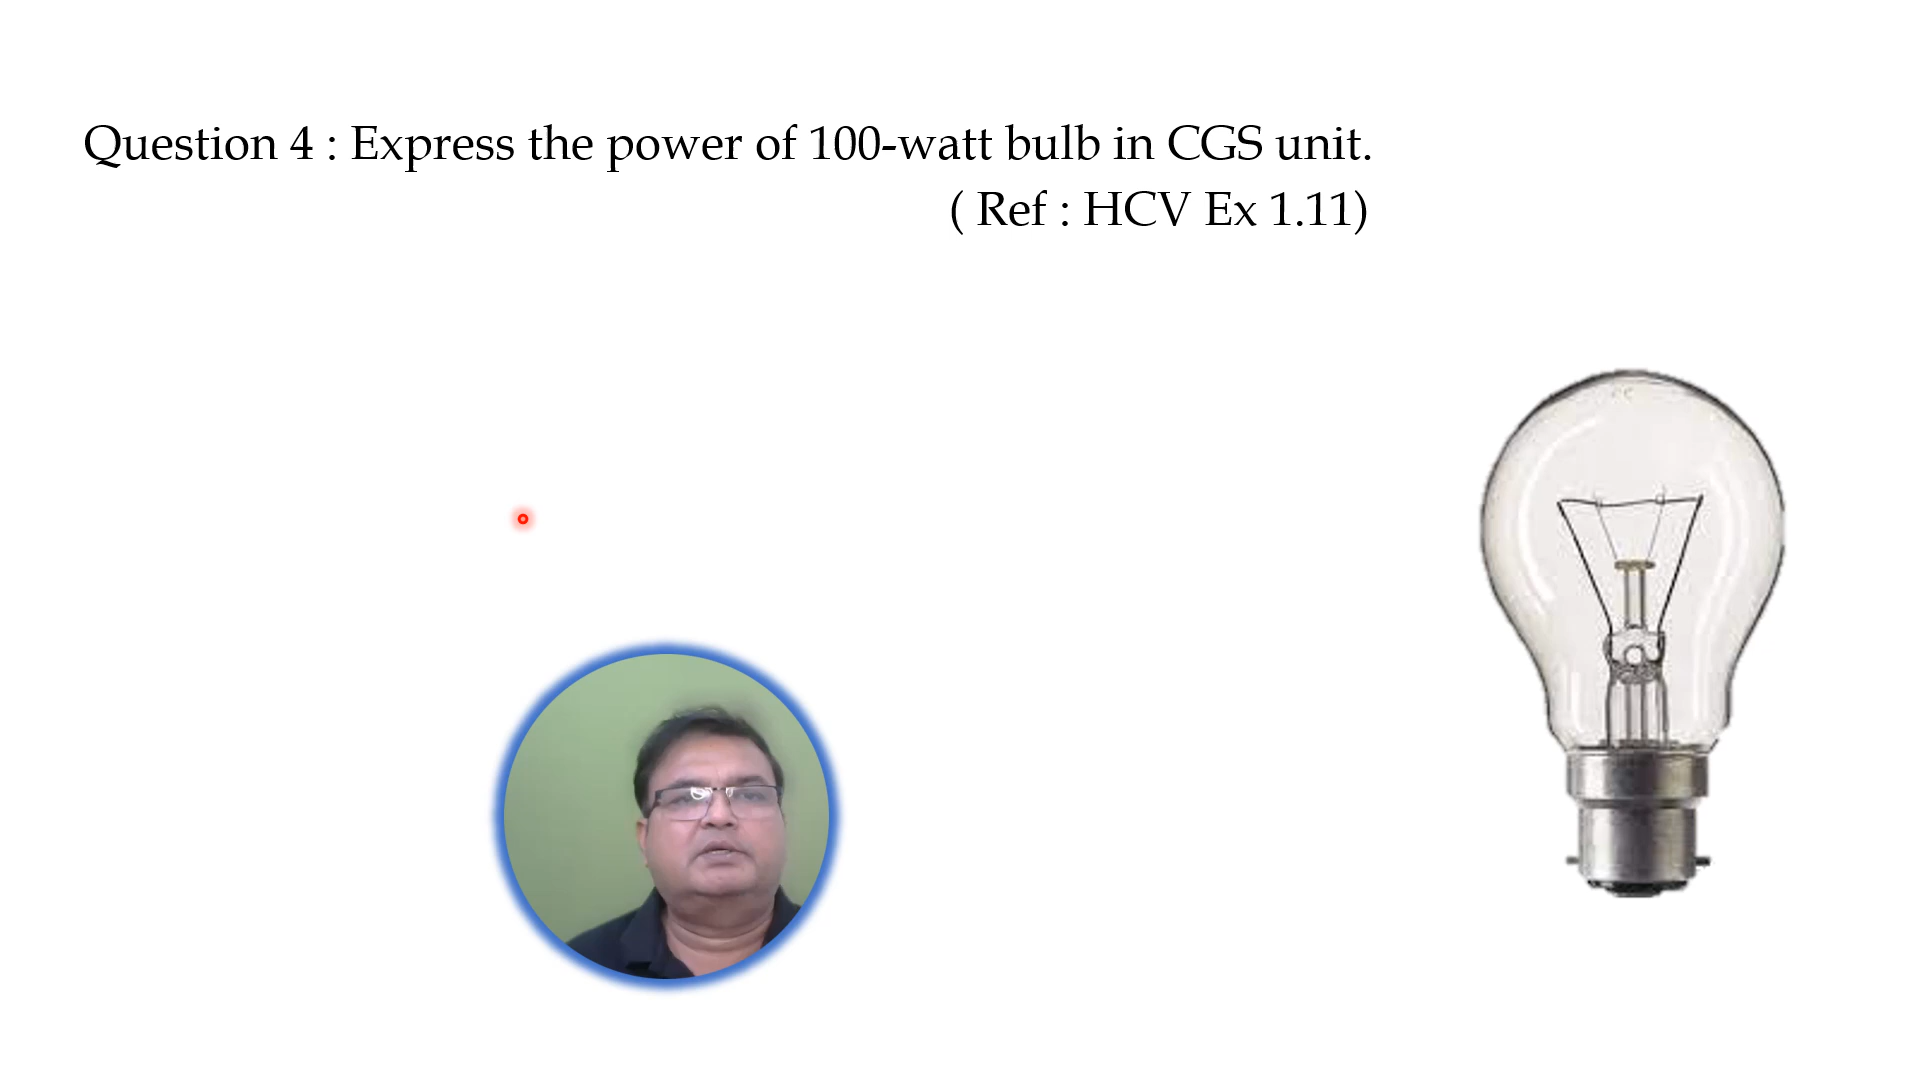 Question 4 : Express the power of 100-watt bulb in CGS unit.
( Ref : HCV Ex 1.11)